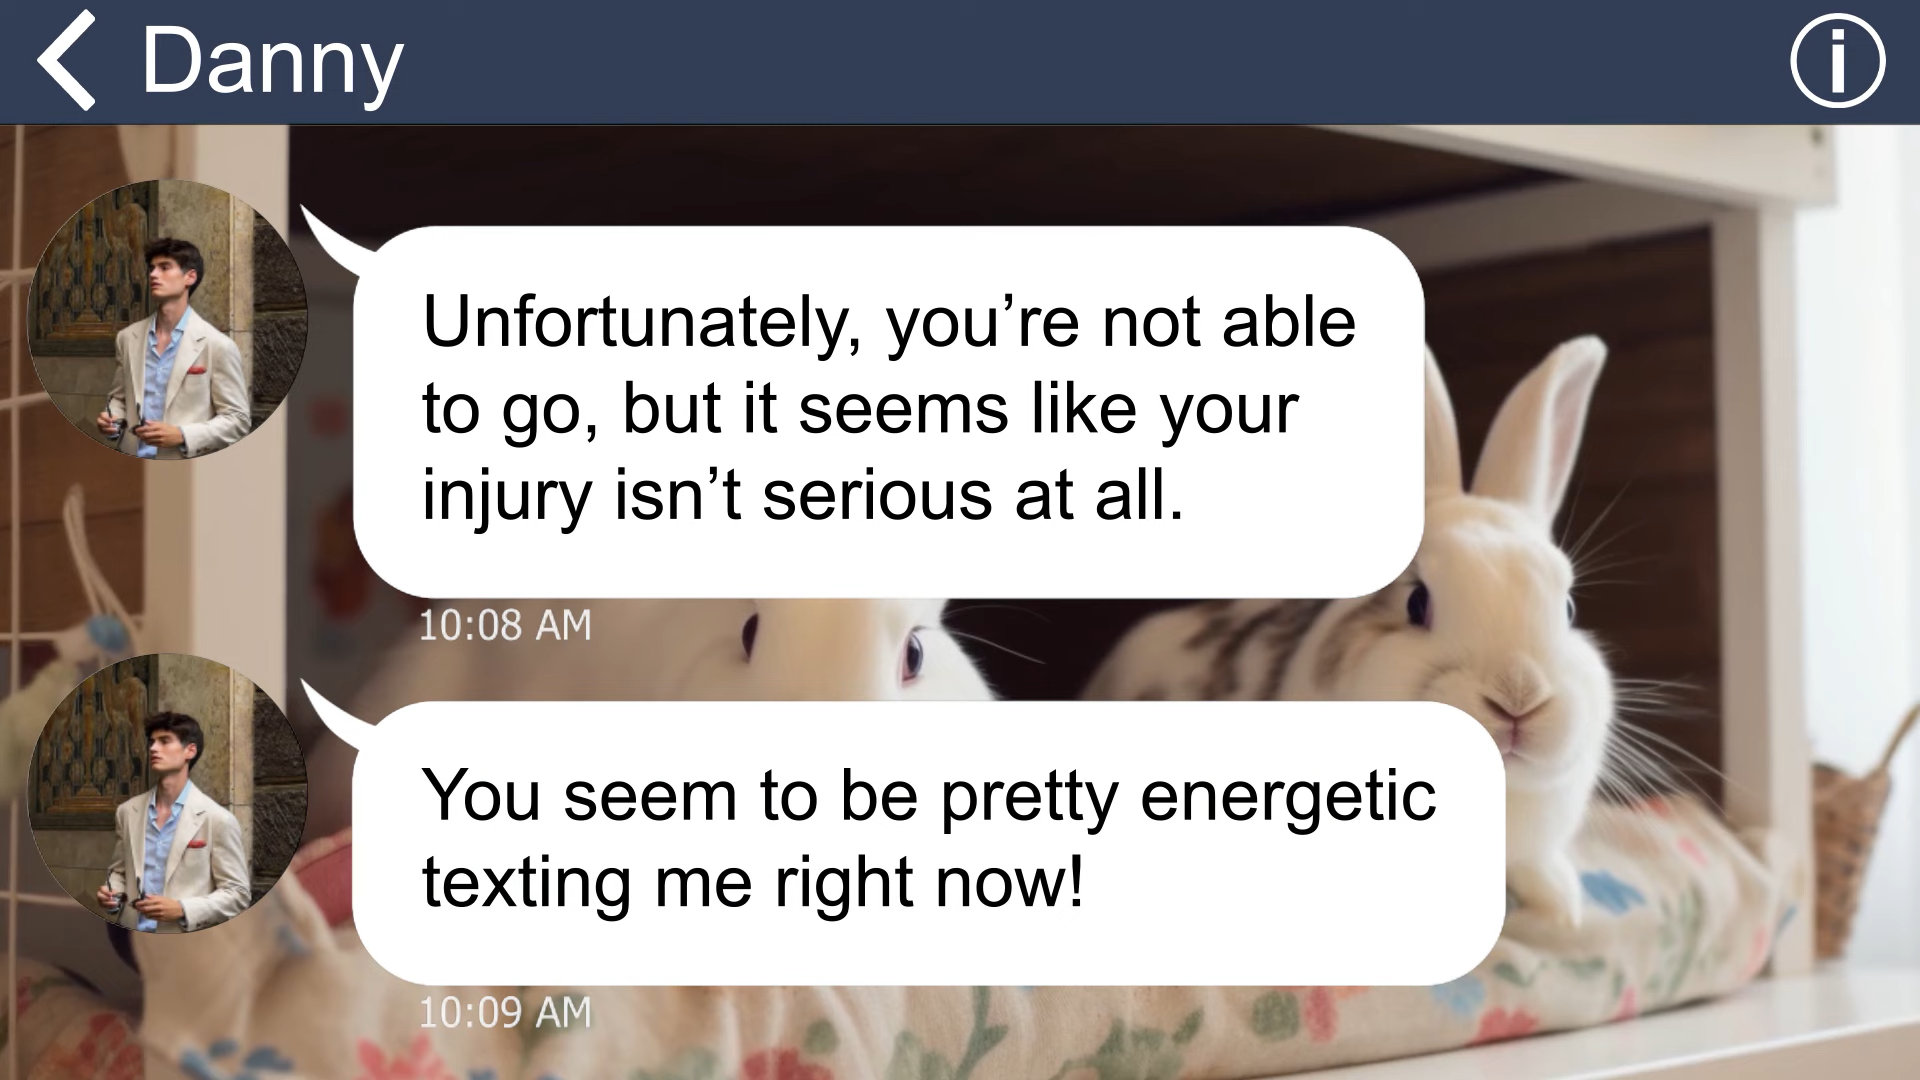 Danny
Unfortunately, you’re not able
to go, but it seems like your
injury isn’t serious at all.
10:08 AM
You seem to be pretty energetic
texting me right now!
10:09 AM